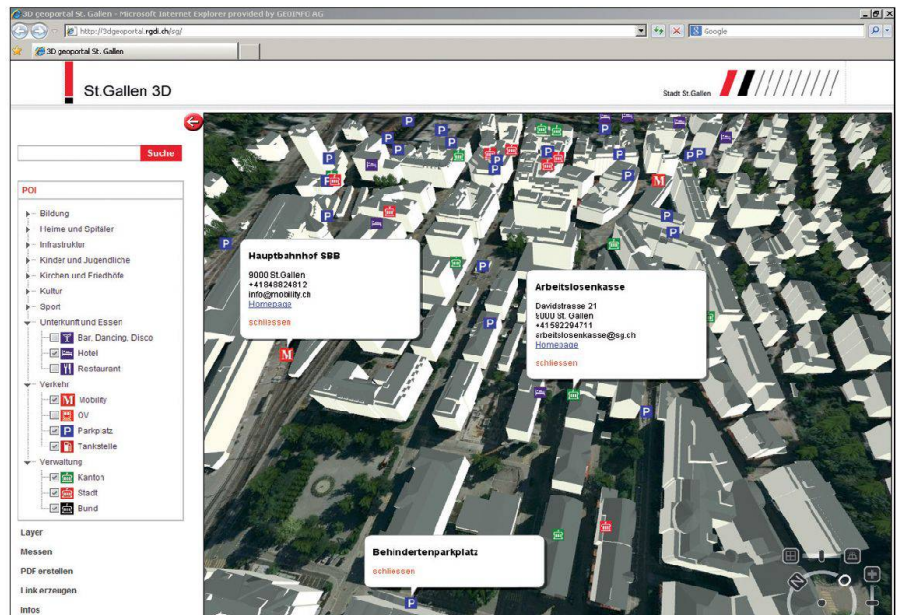 3D geoportal St. Gallen - Microsoft Internet Explorer provided by GEOINFO AG
http://3dgeoportal.rgdi.ch/sg/
Google
3D geoportal St. Gallen
St.Gallen 3D
Stadt St.Gallen
Suche
POI
Bildung
Heime und Spitäler
Infrastruktur
Kinder und Jugendliche
Kirchen und Friedhöfe
Kultur
Sport
Unterkunft und Essen
Bar, Dancing, Disco
Hotel
Restaurant
Verkehr
Mobility
ÖV
Parkplatz
Tankstelle
Verwaltung
Kanton
Stadt
Bund
Layer
Messen
PDF erstellen
Link erzeugen
Infos
Hauptbahnhof SBB
9000 St.Gallen
+41848824812
info@mobility.ch
Homepage
schliessen
Arbeitslosenkasse
Davidstrasse 21
9000 St. Gallen
+41582294711
arbeitslosenkasse@sg.ch
Homepage
schliessen
Behindertenparkplatz
schliessen